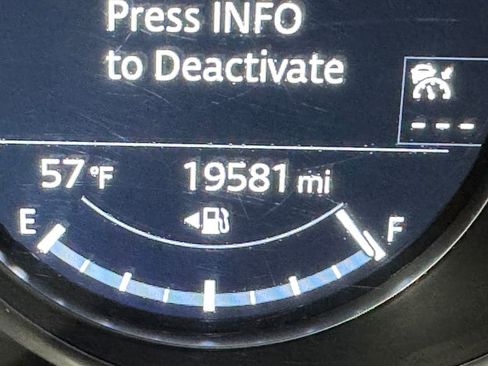 Press INFO
to Deactivate
---
57 °F 19581 mi
E F